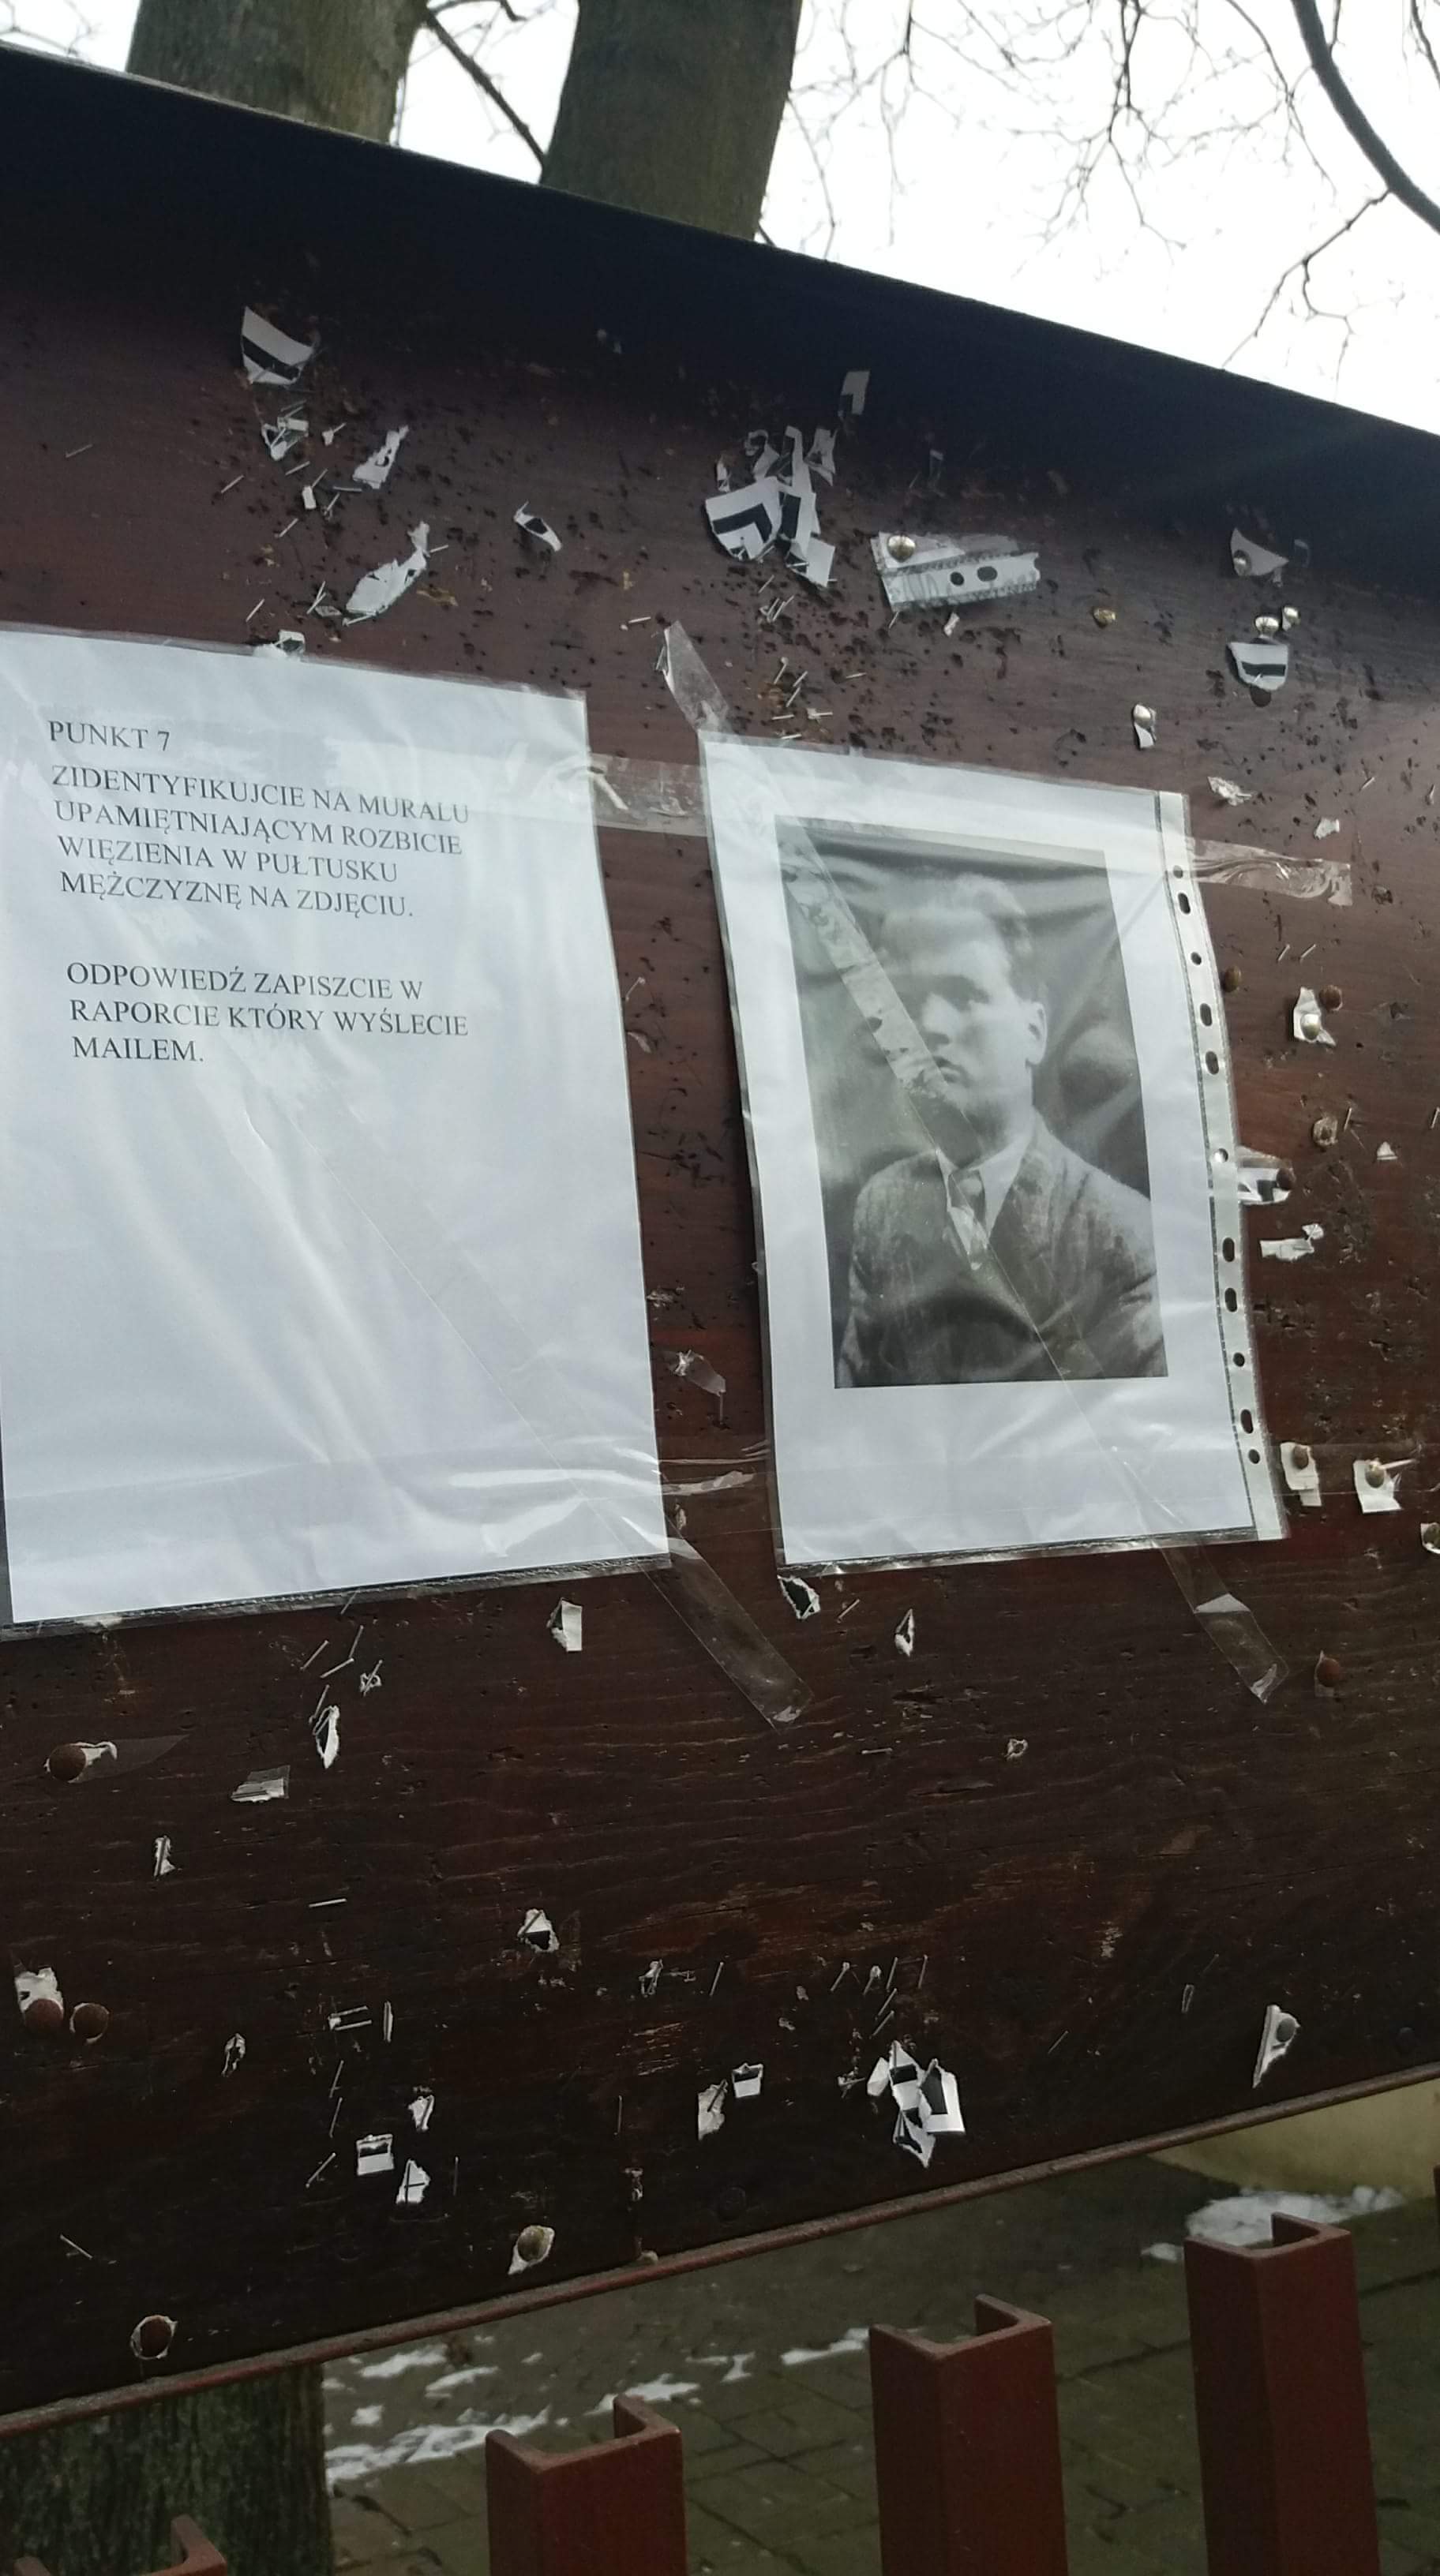 PUNKT 7
ZIDENTYFIKUJCIE NA MURALU
UPAMIĘTNIAJĄCYM ROZBICIE
WIĘZIENIA W PUŁTUSKU
MĘŻCZYZNĘ NA ZDJĘCIU.
ODPOWIEDŹ ZAPISZCIE W
RAPORCIE KTÓRY WYŚLECIE
MAILEM.